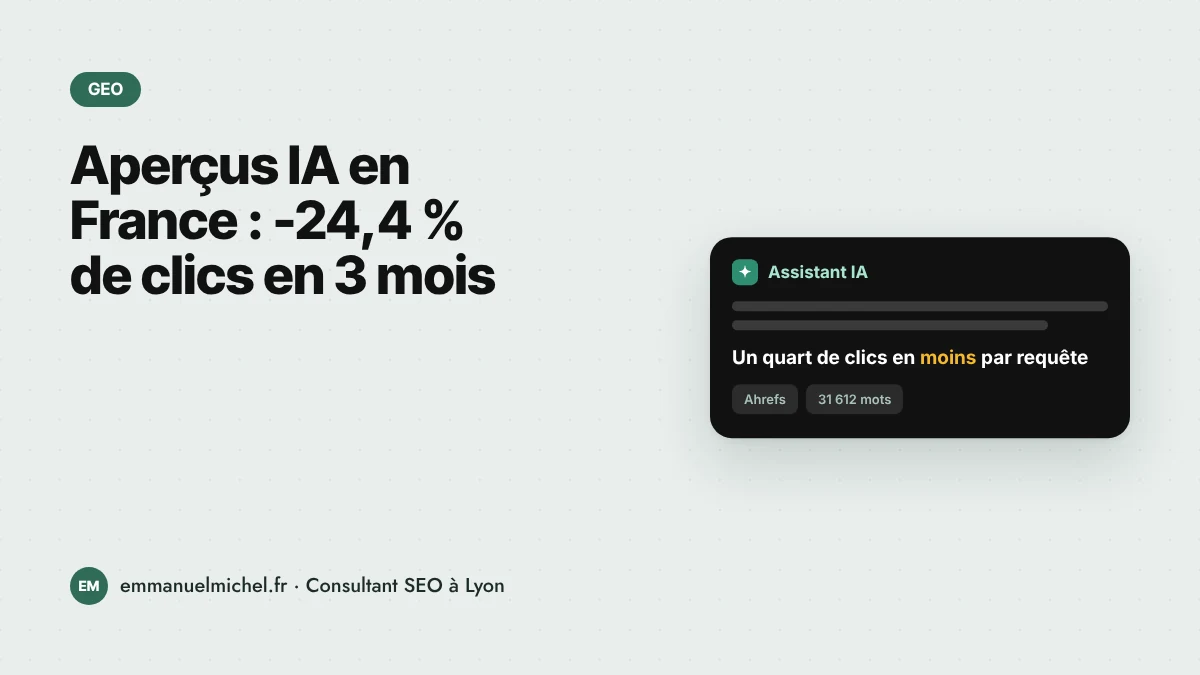 GEO
Aperçus IA en
France : -24,4 %
de clics en 3 mois
Assistant IA
Un quart de clics en moins par requête
Ahrefs
31 612 mots
EM
emmanuelmichel.fr · Consultant SEO à Lyon